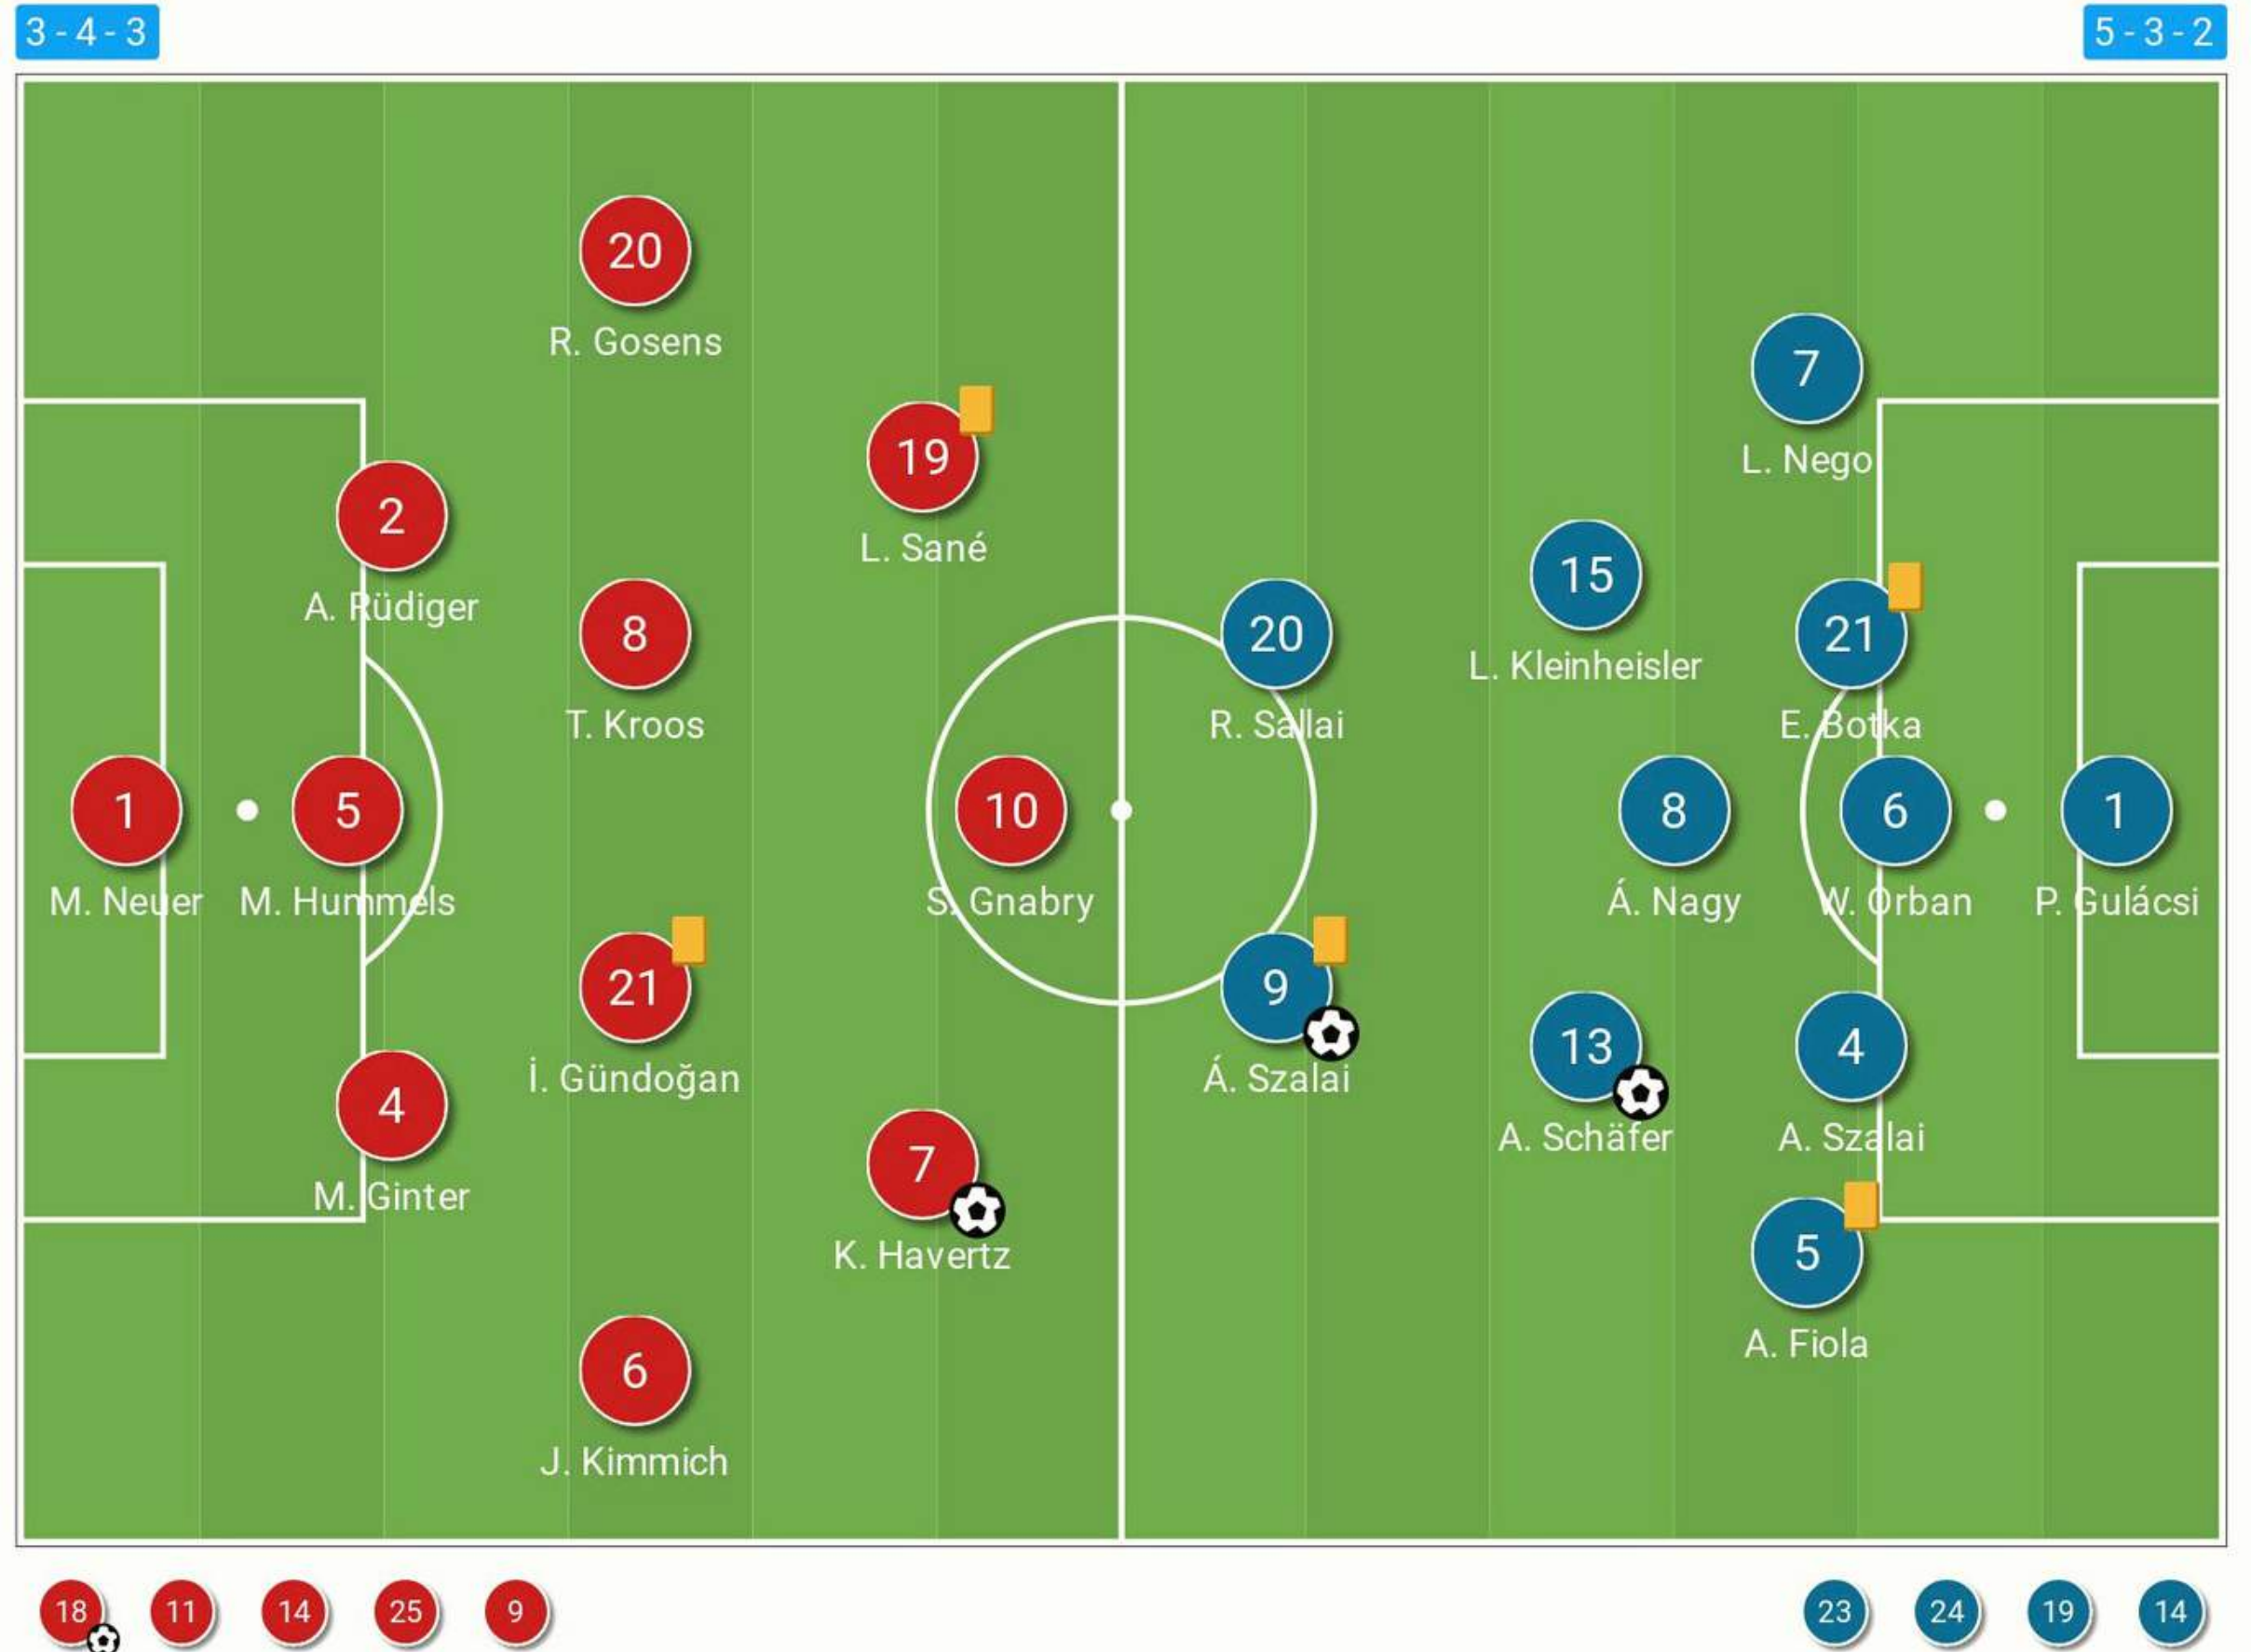 3 - 4 - 3
5 - 3 - 2
20
R. Gosens
7
L. Nego
19
L. Sané
2
A. Rüdiger
15
L. Kleinheisler
8
T. Kroos
20
R. Sallai
21
E. Botka
1
M. Neuer
5
M. Hummels
10
S. Gnabry
8
Á. Nagy
6
W. Orban
1
P. Gulácsi
21
İ. Gündoğan
9
Á. Szalai
13
A. Schäfer
4
A. Szalai
4
M. Ginter
7
K. Havertz
5
A. Fiola
6
J. Kimmich
18
11
14
25
9
23
24
19
14